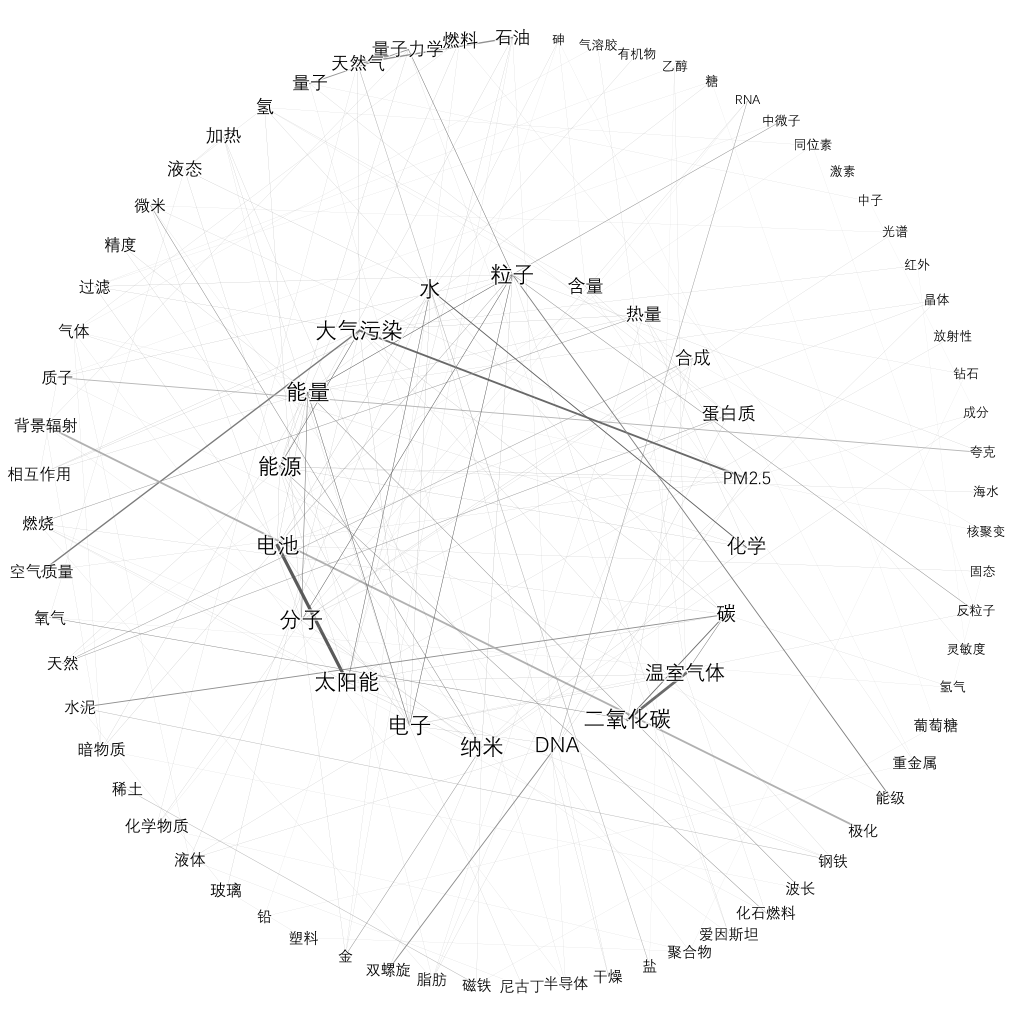 石油
燃料
量子力学
天然气
量子
氢
加热
液态
微米
精度
过滤
气体
质子
背景辐射
相互作用
燃烧
空气质量
氧气
天然
水泥
暗物质
稀土
化学物质
液体
玻璃
铅
塑料
金
双螺旋
脂肪
磁铁
尼古丁
半导体
干燥
盐
聚合物
爱因斯坦
化石燃料
波长
钢铁
极化
能级
重金属
葡萄糖
氢气
灵敏度
反粒子
固态
核聚变
海水
夸克
成分
钻石
放射性
晶体
红外
光谱
中子
激素
同位素
中微子
RNA
糖
乙醇
有机物
气溶胶
砷
粒子
水
大气污染
能量
能源
电池
分子
太阳能
电子
纳米
DNA
二氧化碳
温室气体
碳
化学
PM2.5
蛋白质
合成
热量
含量